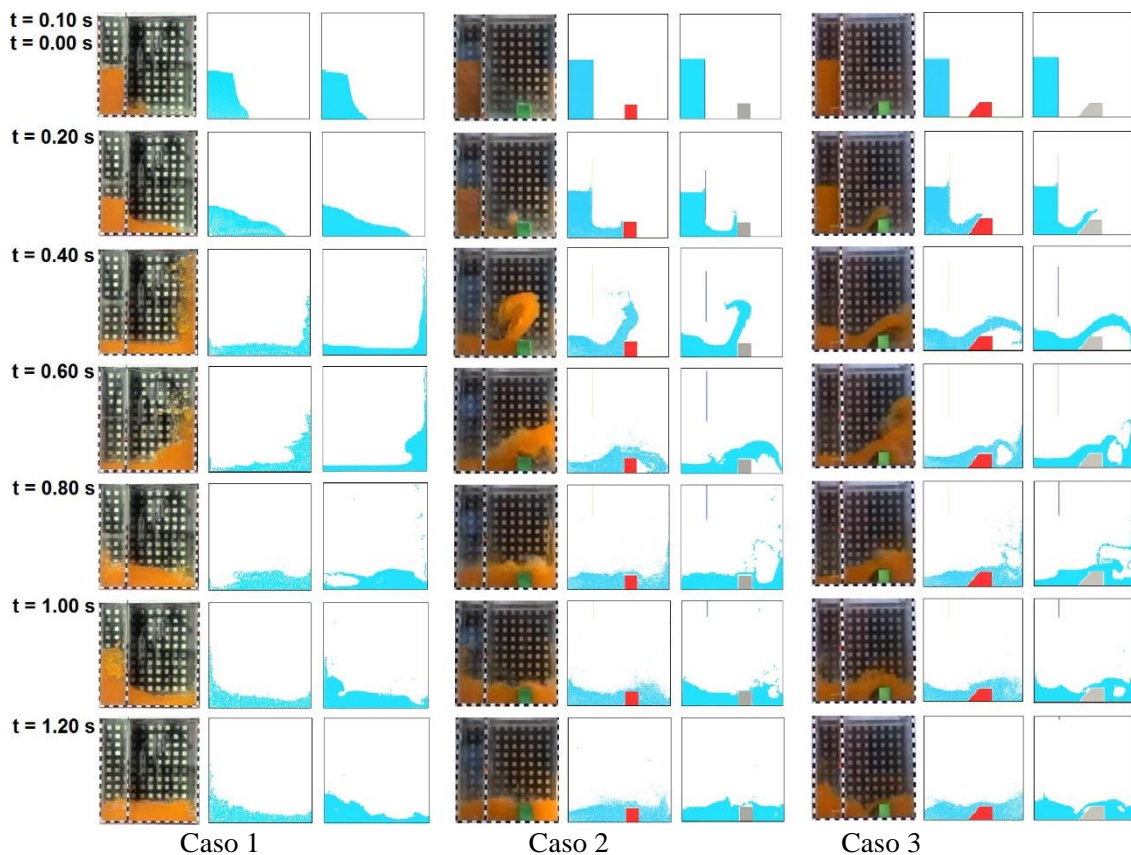 t = 0.10 s
t = 0.00 s
t = 0.20 s
t = 0.40 s
t = 0.60 s
t = 0.80 s
t = 1.00 s
t = 1.20 s
Caso 1 Caso 2 Caso 3